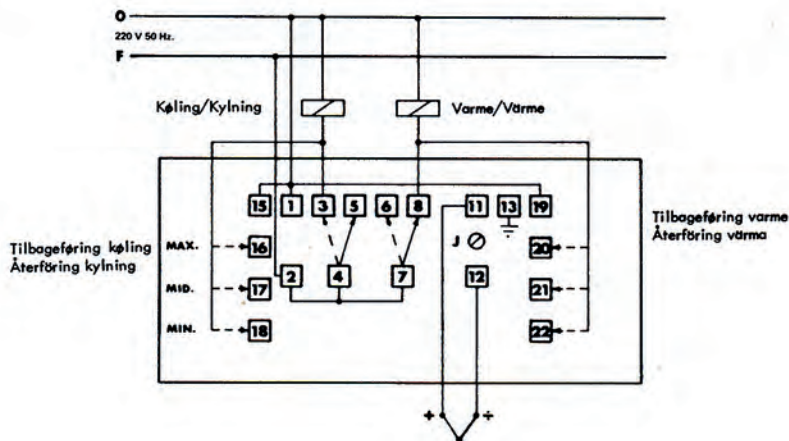 O
220 V 50 Hz.
F
Køling/Kylning
Varme/Värme
15 1 3 5 6 8 11 13 19
Tilbageføring køling
Återföring kylning
MAX.
16
J
20
Tilbageføring varme
Återföring värma
2 4 7 12
MID.
17
21
MIN.
18
22
+ ÷